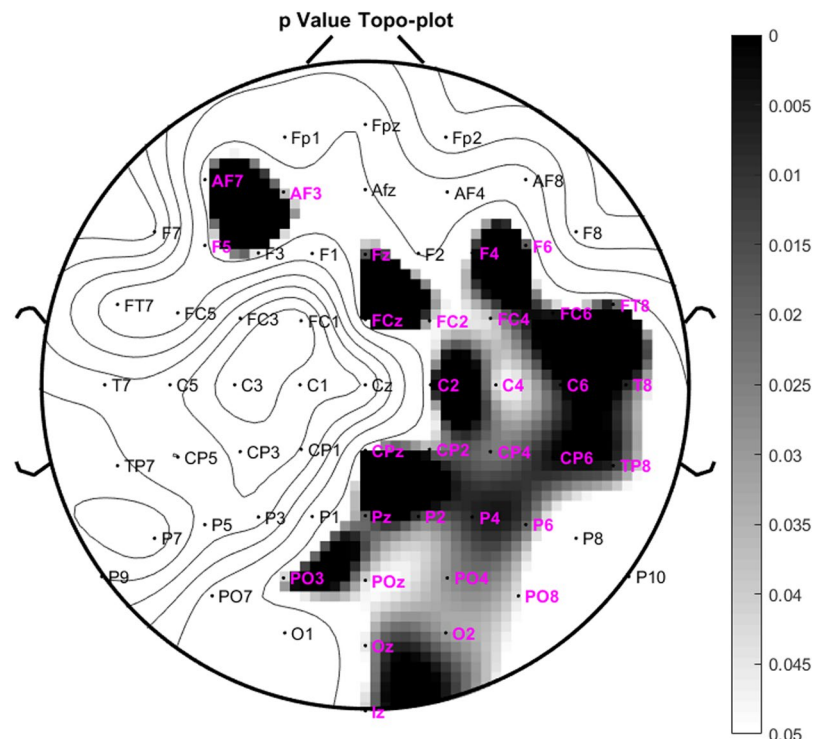 p Value Topo-plot
0
Fpz
Fp1 Fp2
0.005
AF7 AF8
AF3 Afz AF4
0.01
F7 F8
F5 F3 F1 Fz F2 F4 F6
0.015
FT7 FC5 FC6 FT8
FC3 FC1 FCz FC2 FC4
0.02
T7 C5 C3 C1 Cz C2 C4 C6 T8
0.025
TP7 CP5 CP3 CP1 CPz CP2 CP4 CP6 TP8
0.03
P7 P5 P3 P1 Pz P2 P4 P6 P8
0.035
P9 PO3 POz PO4 P10
PO7 PO8
0.04
O1 Oz O2
0.045
Iz
0.05